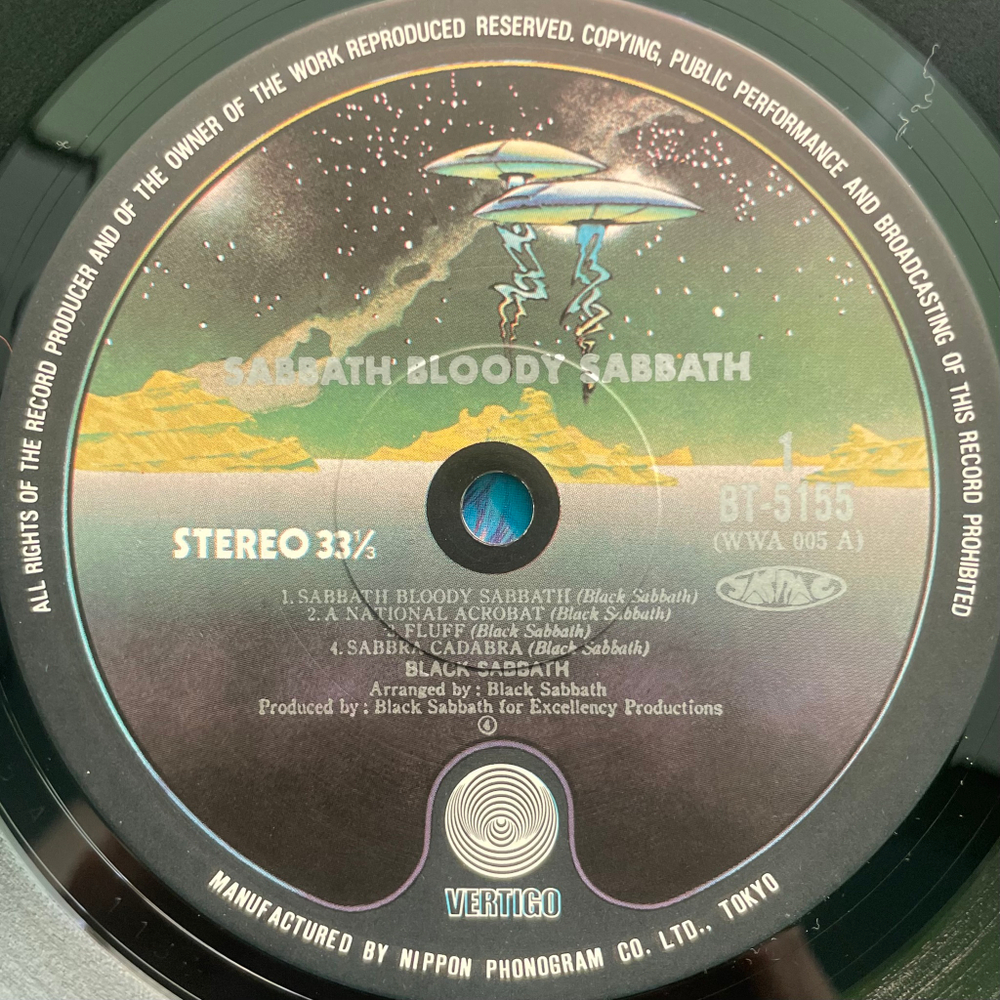 ALL RIGHTS OF THE RECORD PRODUCER AND OF THE OWNER OF THE WORK REPRODUCED RESERVED. COPYING, PUBLIC PERFORMANCE AND BROADCASTING OF THIS RECORD PROHIBITED
SABBATH BLOODY SABBATH
1
BT-5155
STEREO 33⅓
(WWA 005 A)
JASRAC
1. SABBATH BLOODY SABBATH (Black Sabbath)
2. A NATIONAL ACROBAT (Black Sabbath)
3. FLUFF (Black Sabbath)
4. SABBRA CADABRA (Black Sabbath)
BLACK SABBATH
Arranged by : Black Sabbath
Produced by : Black Sabbath for Excellency Productions
④
VERTIGO
MANUFACTURED BY NIPPON PHONOGRAM CO. LTD., TOKYO